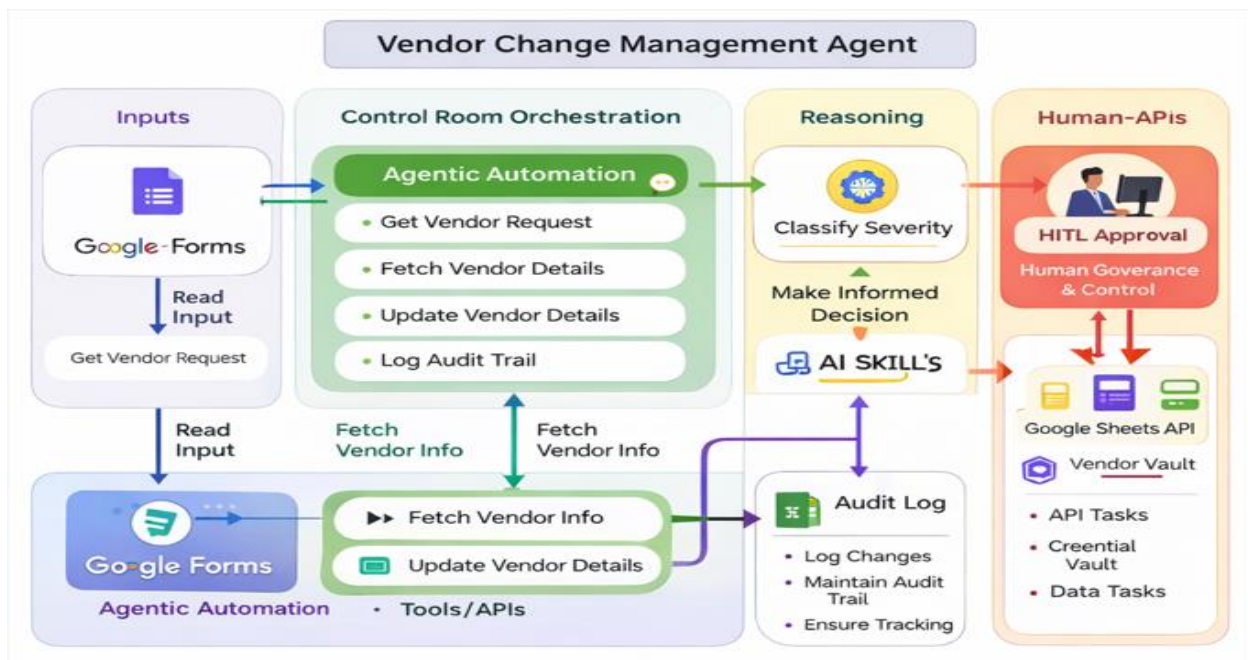 Vendor Change Management Agent
Inputs
Google-Forms
Read
Input
Get Vendor Request
Read
Input
Control Room Orchestration
Agentic Automation
• Get Vendor Request
• Fetch Vendor Details
• Update Vendor Details
• Log Audit Trail
Fetch
Vendor Info
Fetch
Vendor Info
Reasoning
Classify Severity
Make Informed
Decision
AI SKILL'S
Human-APIs
HITL Approval
Human Goverance
& Control
Google Sheets API
Vendor Vault
• API Tasks
• Creential
Vault
• Data Tasks
Google Forms
Agentic Automation
Fetch Vendor Info
Update Vendor Details
• Tools/APIs
Audit Log
• Log Changes
• Maintain Audit
Trail
• Ensure Tracking